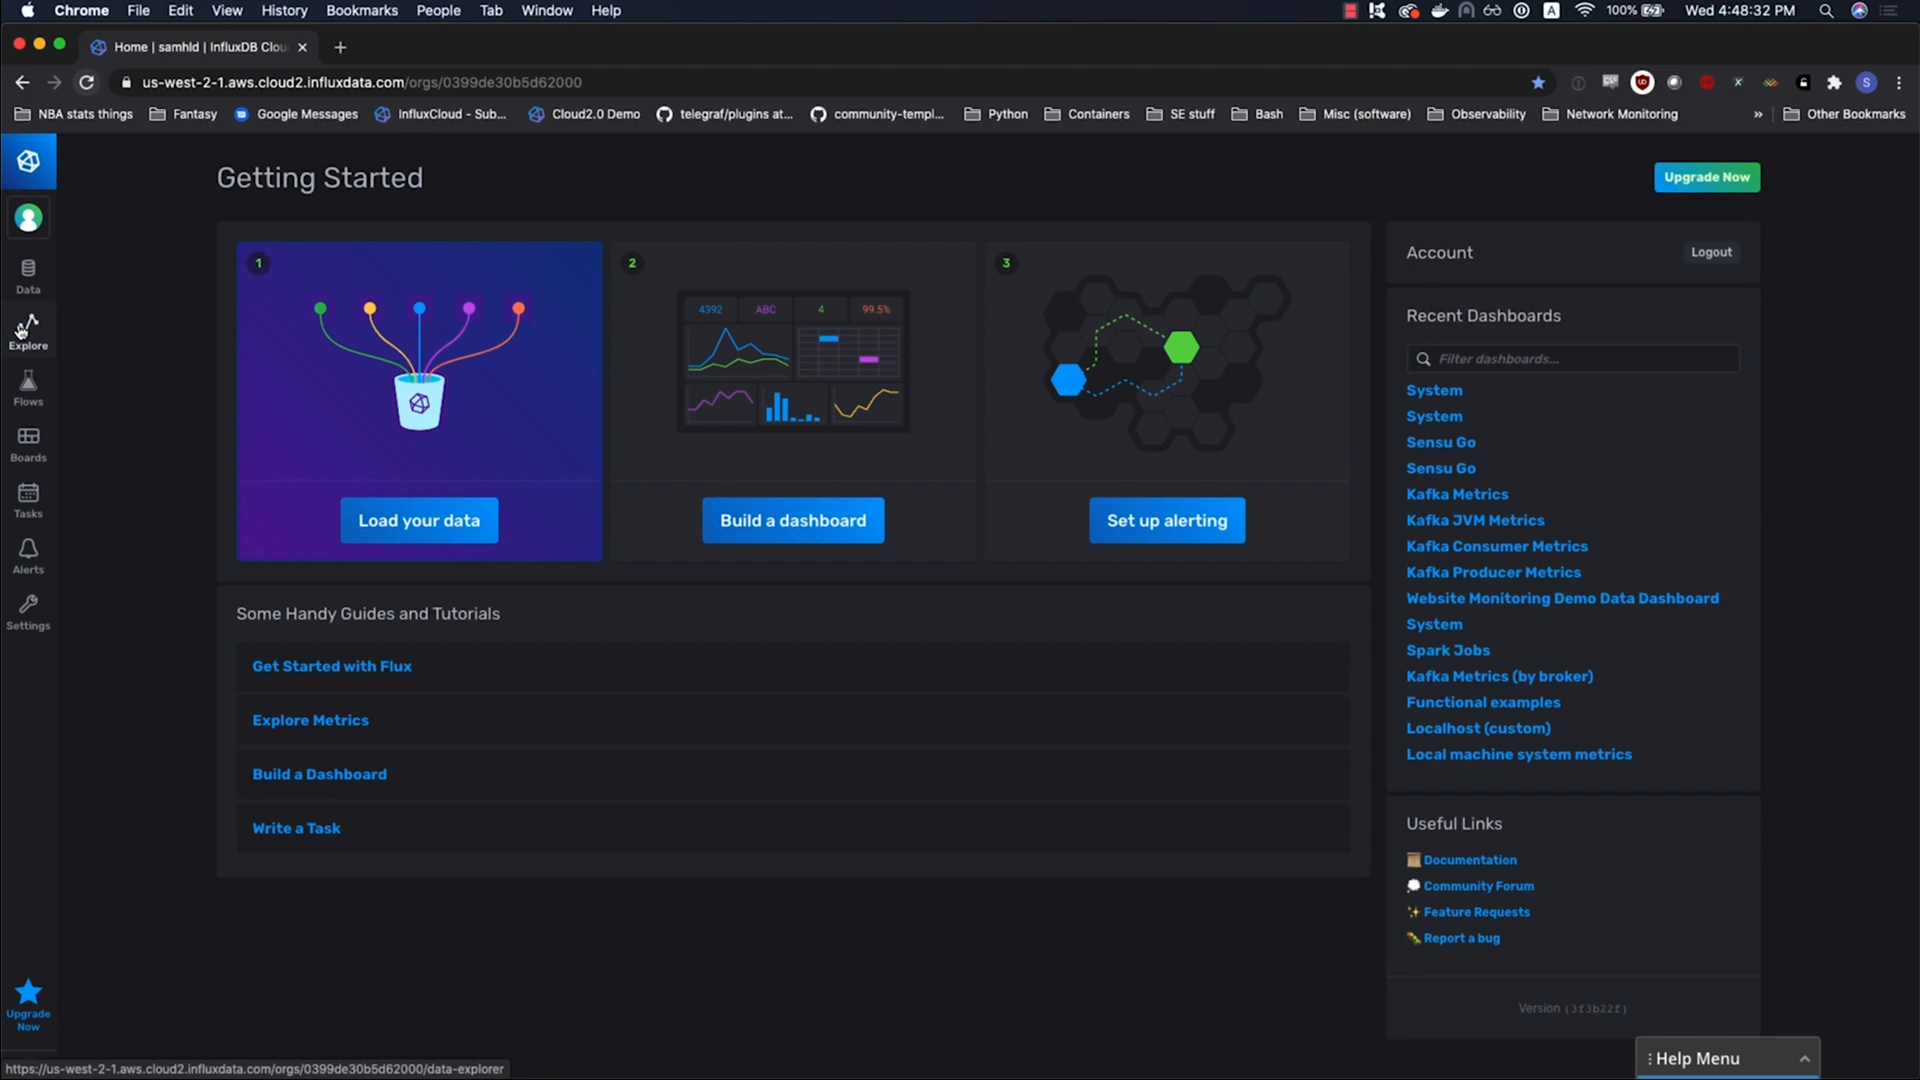 Chrome File Edit View History Bookmarks People Tab Window Help
100% Wed 4:48:32 PM
Home | samhld | InfluxDB Clou
us-west-2-1.aws.cloud2.influxdata.com/orgs/0399de30b5d62000
NBA stats things Fantasy Google Messages InfluxCloud - Sub... Cloud2.0 Demo telegraf/plugins at... community-templ... Python Containers SE stuff Bash Misc (software) Observability Network Monitoring » Other Bookmarks
Getting Started
Upgrade Now
Data
Explore
Flows
Boards
Tasks
Alerts
Settings
Upgrade
Now
1
Load your data
2
4392 ABC 4 99.5%
Build a dashboard
3
Set up alerting
Some Handy Guides and Tutorials
Get Started with Flux
Explore Metrics
Build a Dashboard
Write a Task
Account
Logout
Recent Dashboards
Filter dashboards...
System
System
Sensu Go
Sensu Go
Kafka Metrics
Kafka JVM Metrics
Kafka Consumer Metrics
Kafka Producer Metrics
Website Monitoring Demo Data Dashboard
System
Spark Jobs
Kafka Metrics (by broker)
Functional examples
Localhost (custom)
Local machine system metrics
Useful Links
Documentation
Community Forum
Feature Requests
Report a bug
Version (3f3b22f)
Help Menu
https://us-west-2-1.aws.cloud2.influxdata.com/orgs/0399de30b5d62000/data-explorer